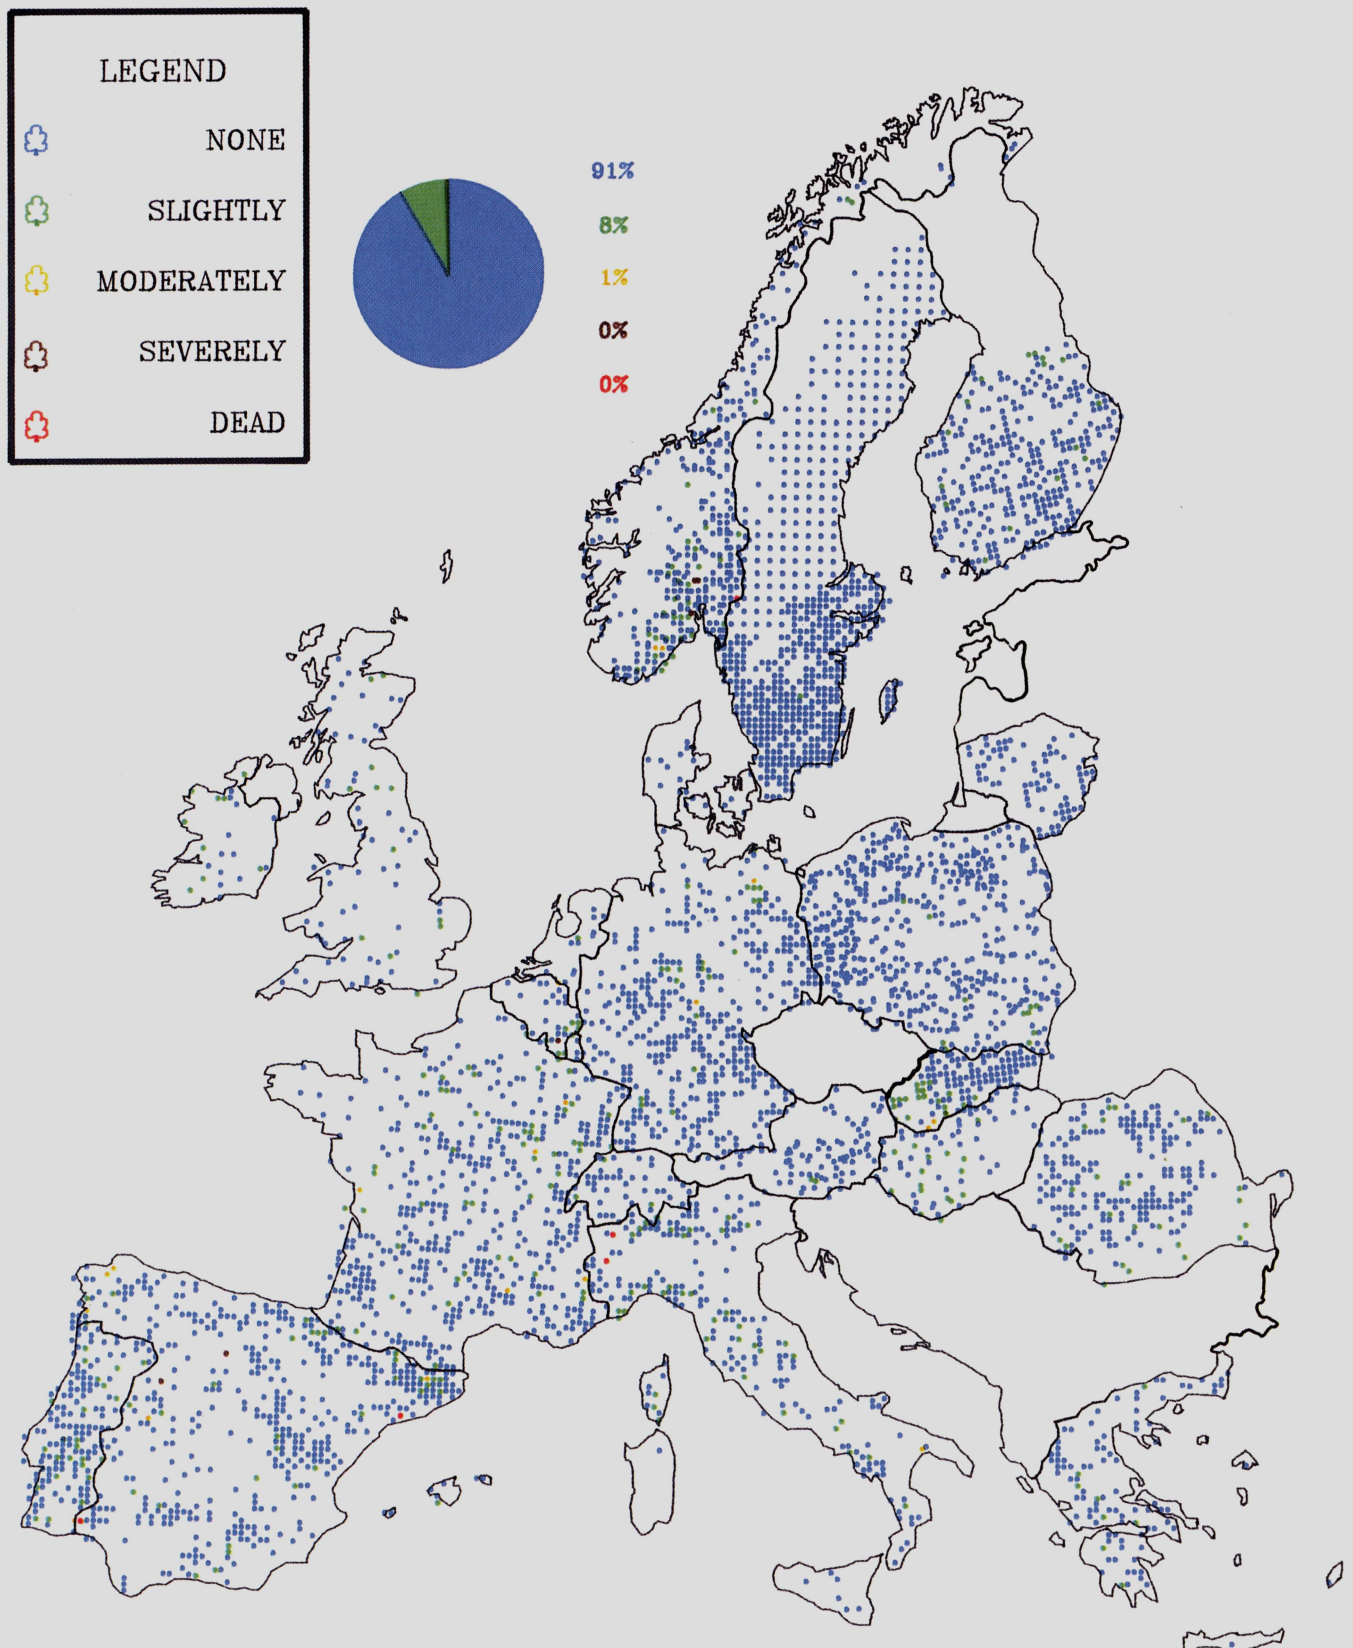 LEGEND
NONE
SLIGHTLY
MODERATELY
SEVERELY
DEAD
91%
8%
1%
0%
0%